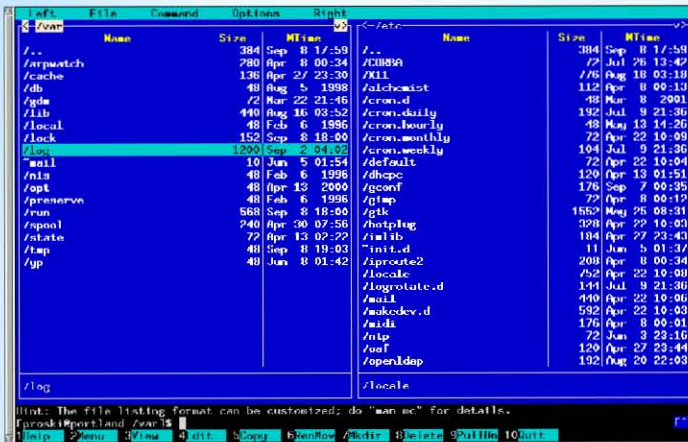 Left File Command Options Right
<-/var v>
Name Size MTime
/.. 384 Sep 8 17:59
/arpwatch 280 Apr 8 00:34
/cache 136 Apr 27 23:30
/db 48 Aug 5 1998
/gdm 72 Mar 22 21:46
/lib 440 Aug 16 03:52
/local 48 Feb 6 1996
/lock 152 Sep 8 18:00
/log 1200 Sep 2 04:02
~mail 10 Jun 5 01:54
/nis 48 Feb 6 1996
/opt 48 Apr 13 2000
/preserve 48 Feb 6 1996
/run 568 Sep 8 18:00
/spool 240 Apr 30 07:56
/state 72 Apr 13 02:22
/tmp 48 Sep 8 19:03
/yp 48 Jun 8 01:42
/log
<-/etc v>
Name Size MTime
/.. 384 Sep 8 17:59
/CORBA 72 Jul 26 13:42
/X11 776 Aug 18 03:18
/alchemist 112 Apr 8 00:13
/cron.d 48 Mar 8 2001
/cron.daily 192 Jul 9 21:36
/cron.hourly 48 May 13 14:26
/cron.monthly 72 Apr 22 10:09
/cron.weekly 104 Jul 9 21:36
/default 72 Apr 22 10:04
/dhcpc 120 Apr 13 01:51
/gconf 176 Sep 7 00:35
/gimp 72 Apr 8 00:12
/gtk 1552 May 25 08:31
/hotplug 328 Apr 22 10:03
/imlib 184 Apr 27 23:43
~init.d 11 Jun 5 01:37
/iproute2 208 Apr 8 00:34
/locale 752 Apr 22 10:08
/logrotate.d 144 Jul 9 21:36
/mail 440 Apr 22 10:06
/makedev.d 592 Apr 22 10:03
/midi 176 Apr 8 00:01
/ntp 72 Jun 3 23:16
/oaf 120 Apr 27 23:44
/openldap 192 Aug 20 22:03
/locale
Hint: The file listing format can be customized; do "man mc" for details.
[proski@portland /var]$ [^]
1Help 2Menu 3View 4Edit 5Copy 6RenMov 7Mkdir 8Delete 9PullDn 10Quit